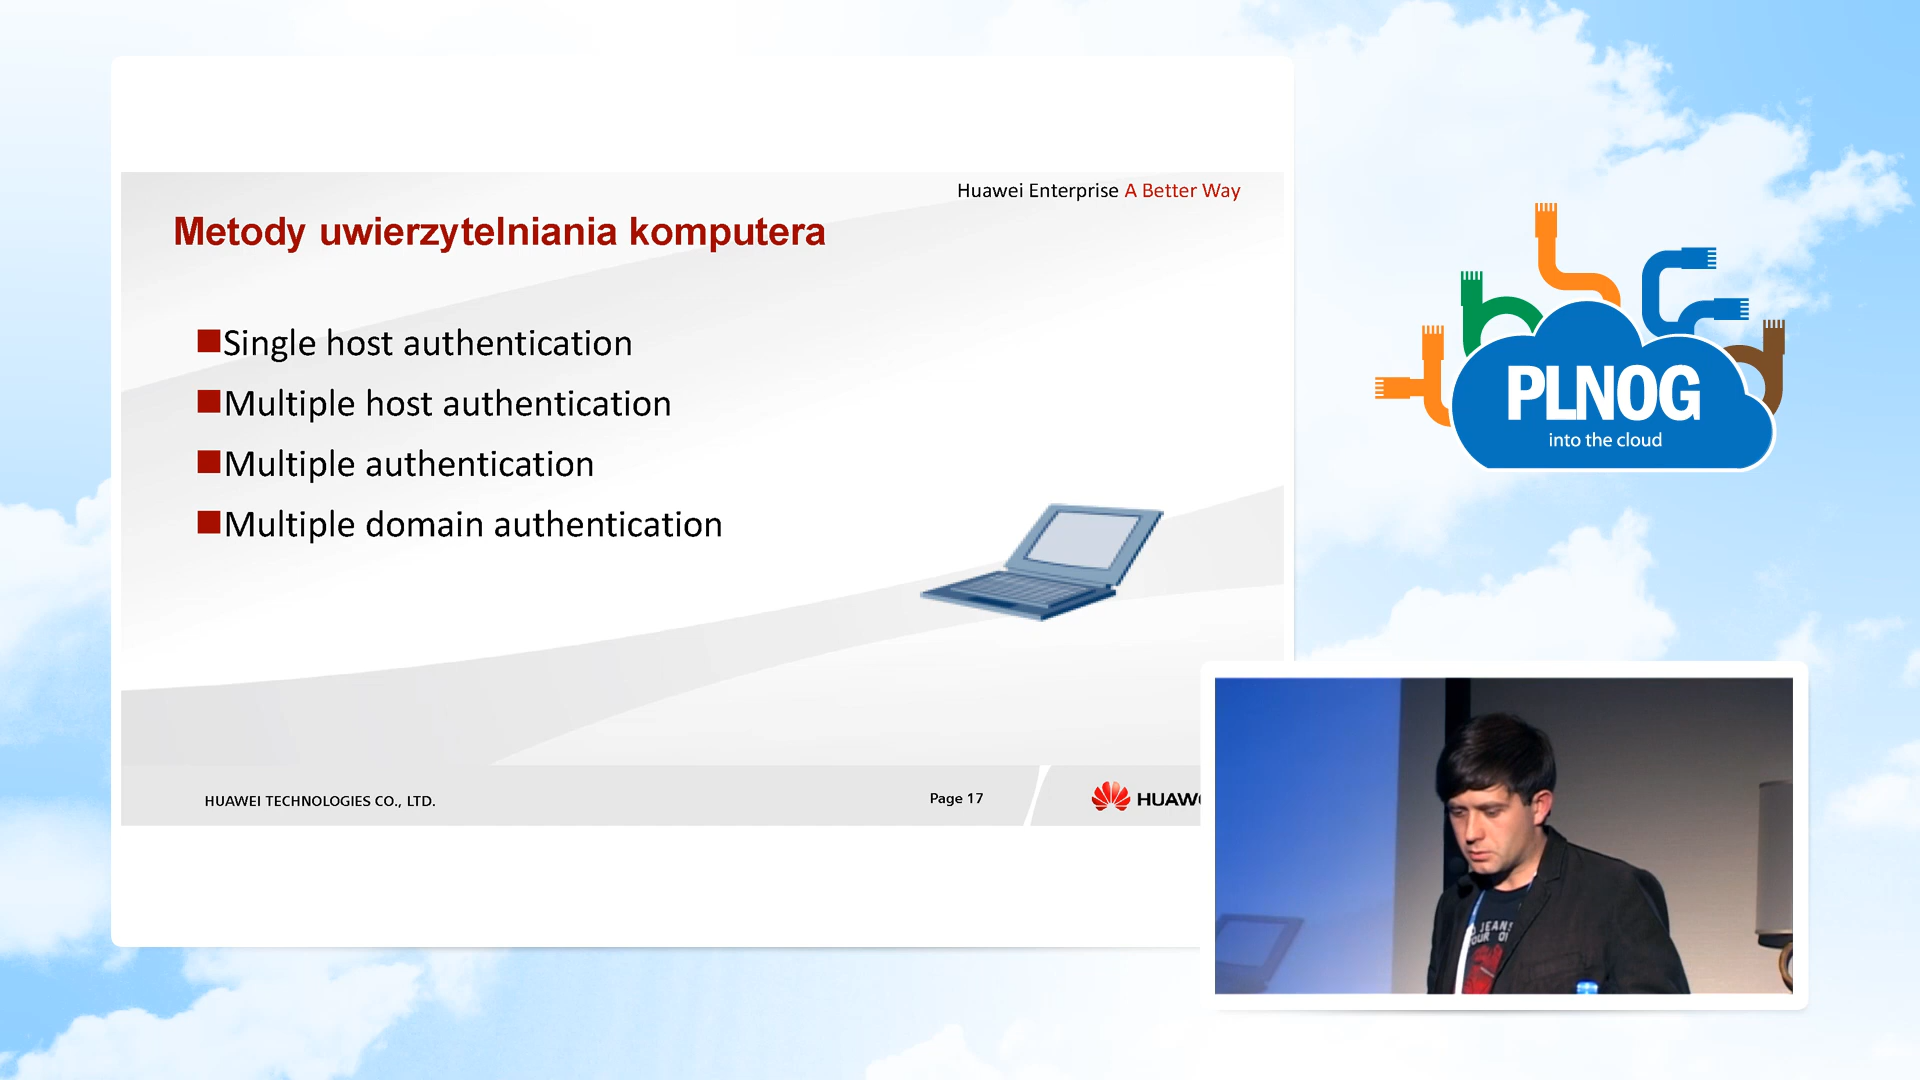 Huawei Enterprise A Better Way
Metody uwierzytelniania komputera
Single host authentication
Multiple host authentication
Multiple authentication
Multiple domain authentication
HUAWEI TECHNOLOGIES CO., LTD.
Page 17
PLNOG
into the cloud
JEANS